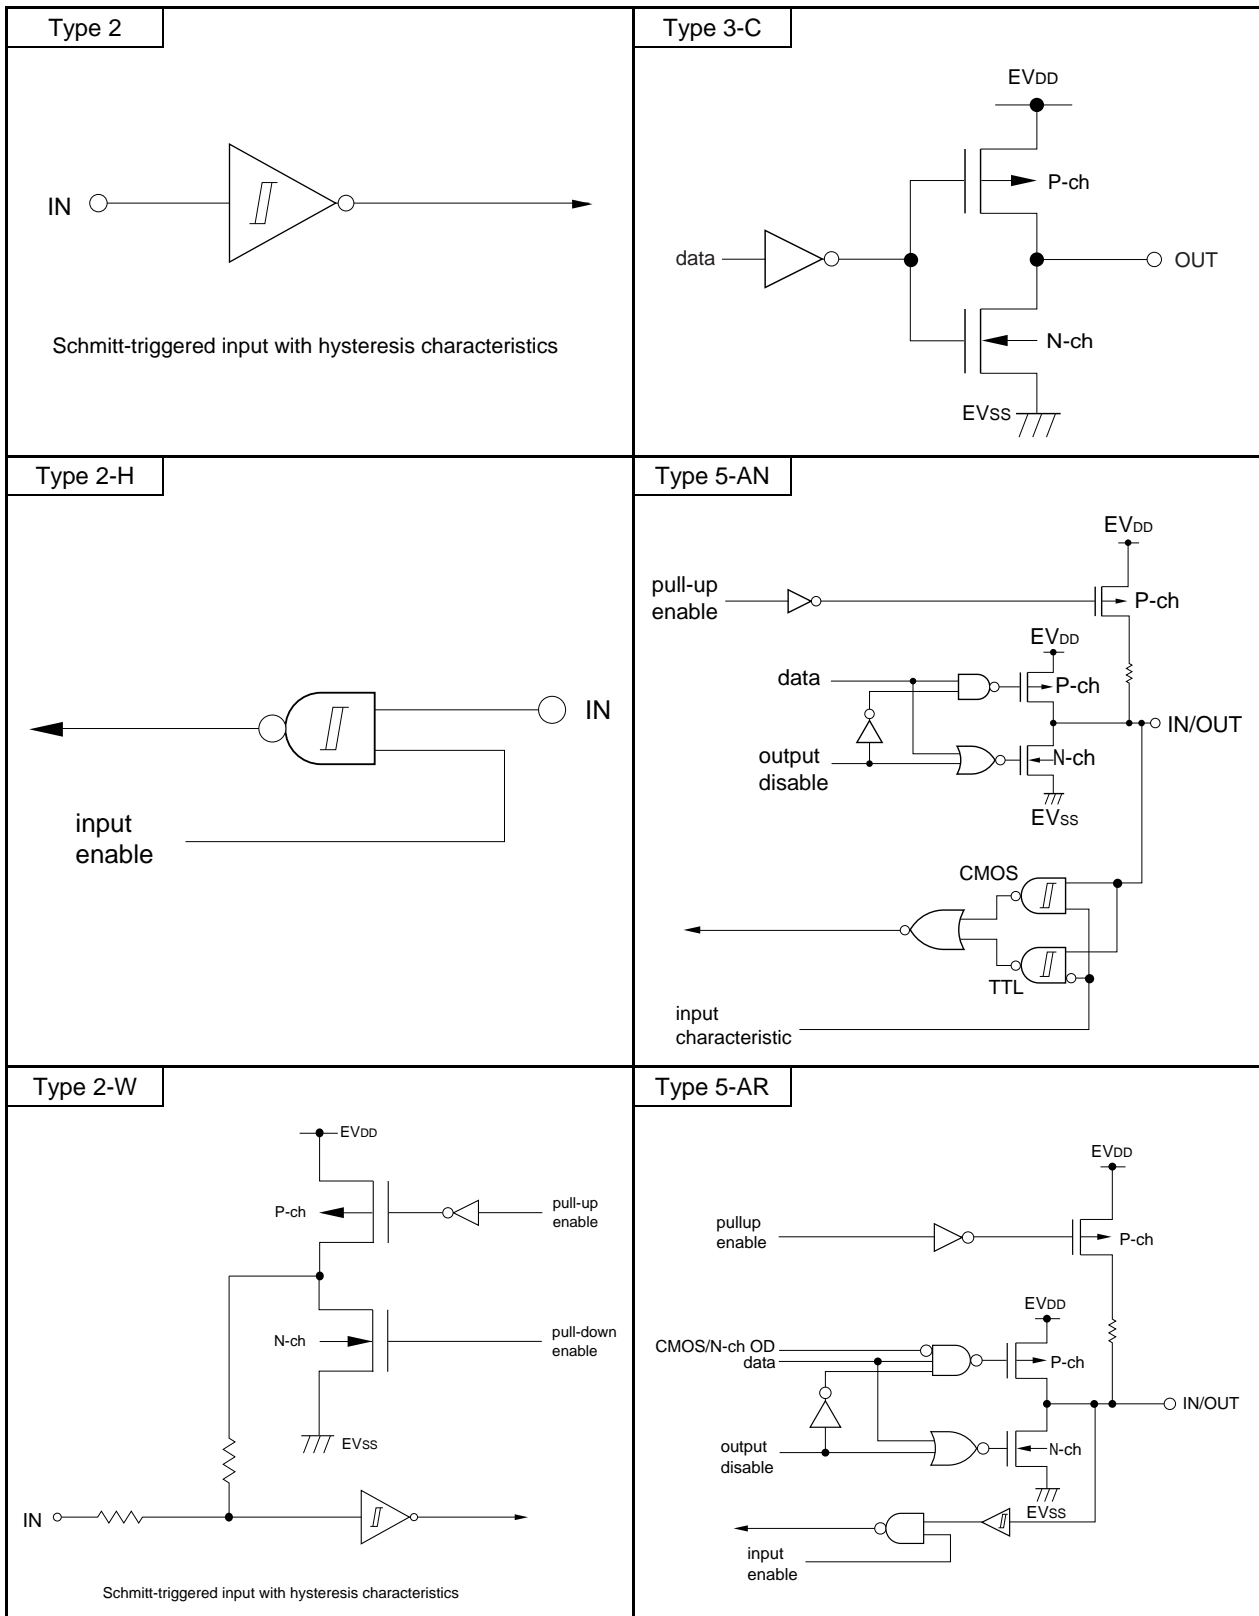 Type 2
IN
Schmitt-triggered input with hysteresis characteristics
Type 3-C
EVDD
P-ch
data
OUT
N-ch
EVSS
Type 2-H
IN
input
enable
Type 5-AN
EVDD
pull-up
enable
P-ch
EVDD
data
P-ch
IN/OUT
output
disable
N-ch
EVSS
CMOS
TTL
input
characteristic
Type 2-W
EVDD
P-ch
pull-up
enable
N-ch
pull-down
enable
EVSS
IN
Schmitt-triggered input with hysteresis characteristics
Type 5-AR
EVDD
pullup
enable
P-ch
EVDD
CMOS/N-ch OD
data
P-ch
IN/OUT
output
disable
N-ch
EVSS
input
enable